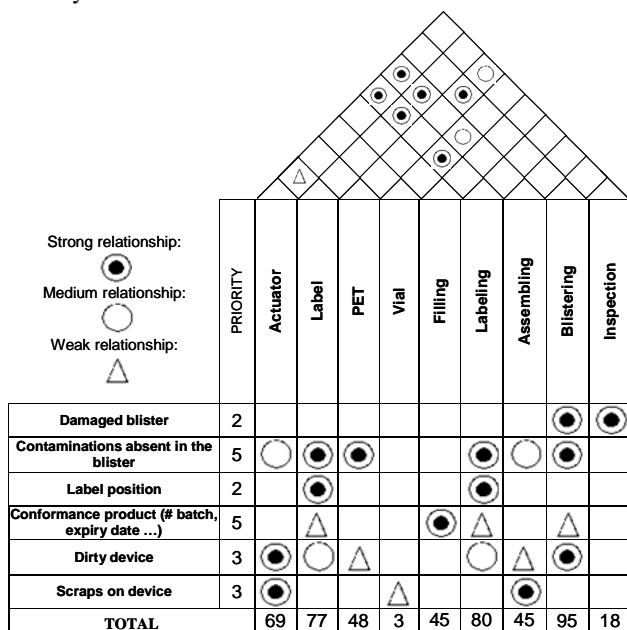 Strong relationship:
Medium relationship:
Weak relationship:
PRIORITY
Actuator
Label
PET
Vial
Filling
Labeling
Assembling
Blistering
Inspection
Damaged blister 2
Contaminations absent in the
blister 5
Label position 2
Conformance product (# batch,
expiry date ...) 5
Dirty device 3
Scraps on device 3
TOTAL 69 77 48 3 45 80 45 95 18